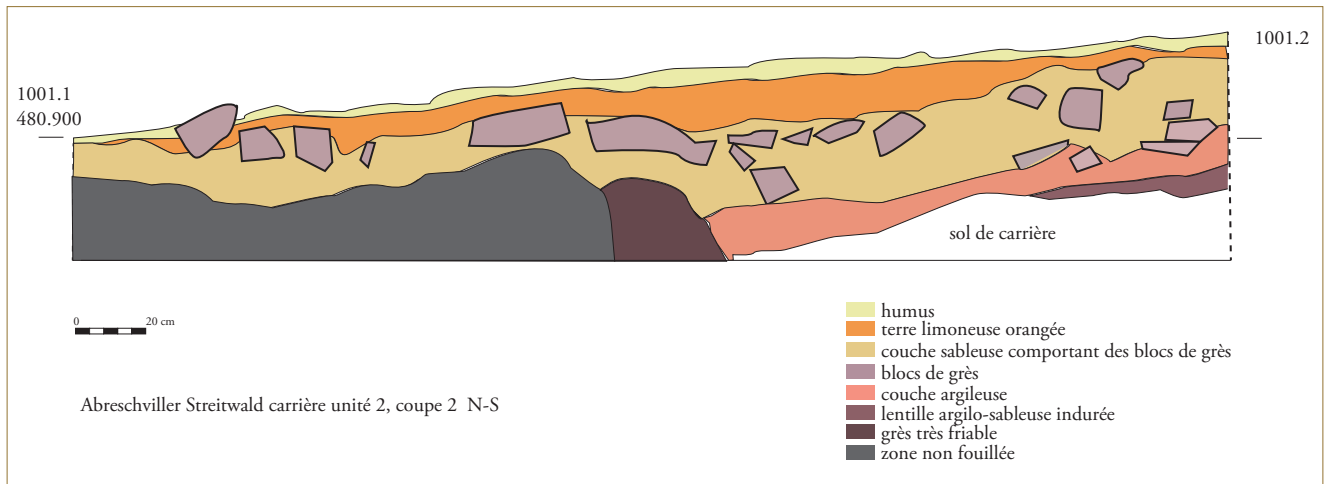 1001.2
1001.1
480.900
sol de carrière
0 20 cm
humus
terre limoneuse orangée
couche sableuse comportant des blocs de grès
blocs de grès
couche argileuse
lentille argilo-sableuse indurée
grès très friable
zone non fouillée
Abreschviller Streitwald carrière unité 2, coupe 2 N-S